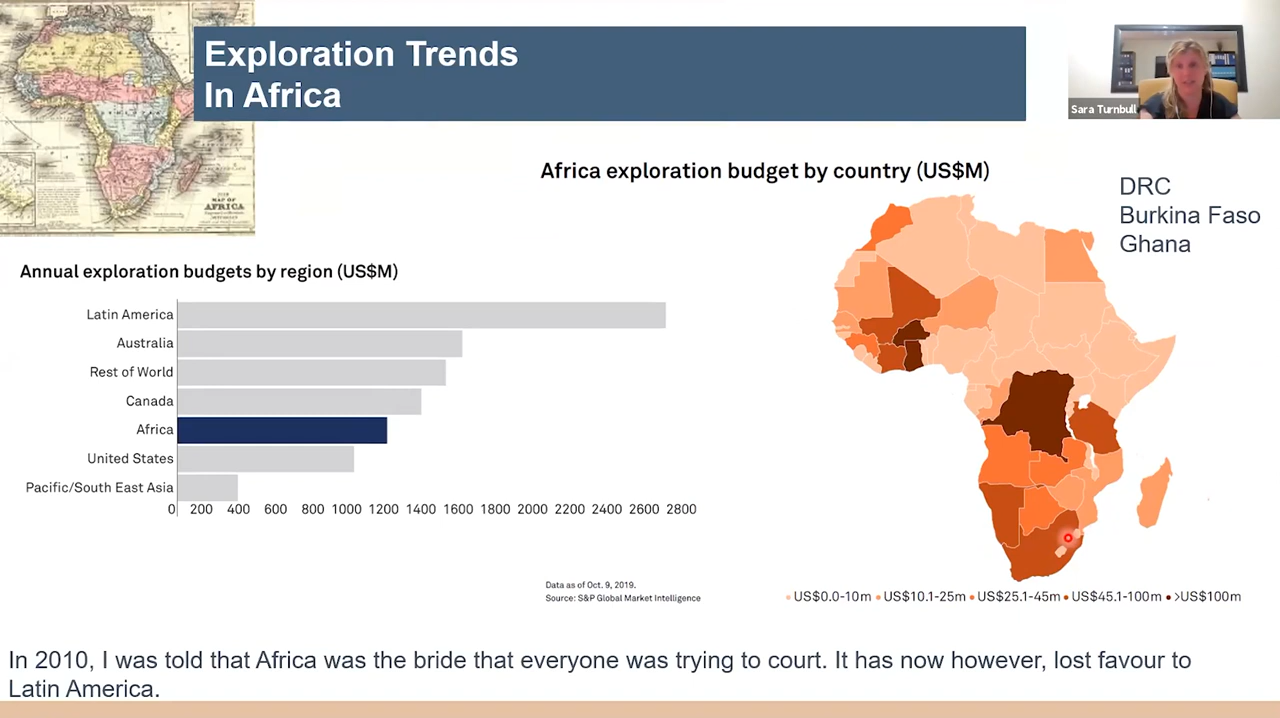 Exploration Trends
In Africa
Sara Turnbull
MAP OF
AFRICA
Africa exploration budget by country (US$M)
DRC
Burkina Faso
Ghana
Annual exploration budgets by region (US$M)
Latin America
Australia
Rest of World
Canada
Africa
United States
Pacific/South East Asia
0 200 400 600 800 1000 1200 1400 1600 1800 2000 2200 2400 2600 2800
Data as of Oct. 9, 2019.
Source: S&P Global Market Intelligence
US$0.0-10m US$10.1-25m US$25.1-45m US$45.1-100m >US$100m
In 2010, I was told that Africa was the bride that everyone was trying to court. It has now however, lost favour to
Latin America.